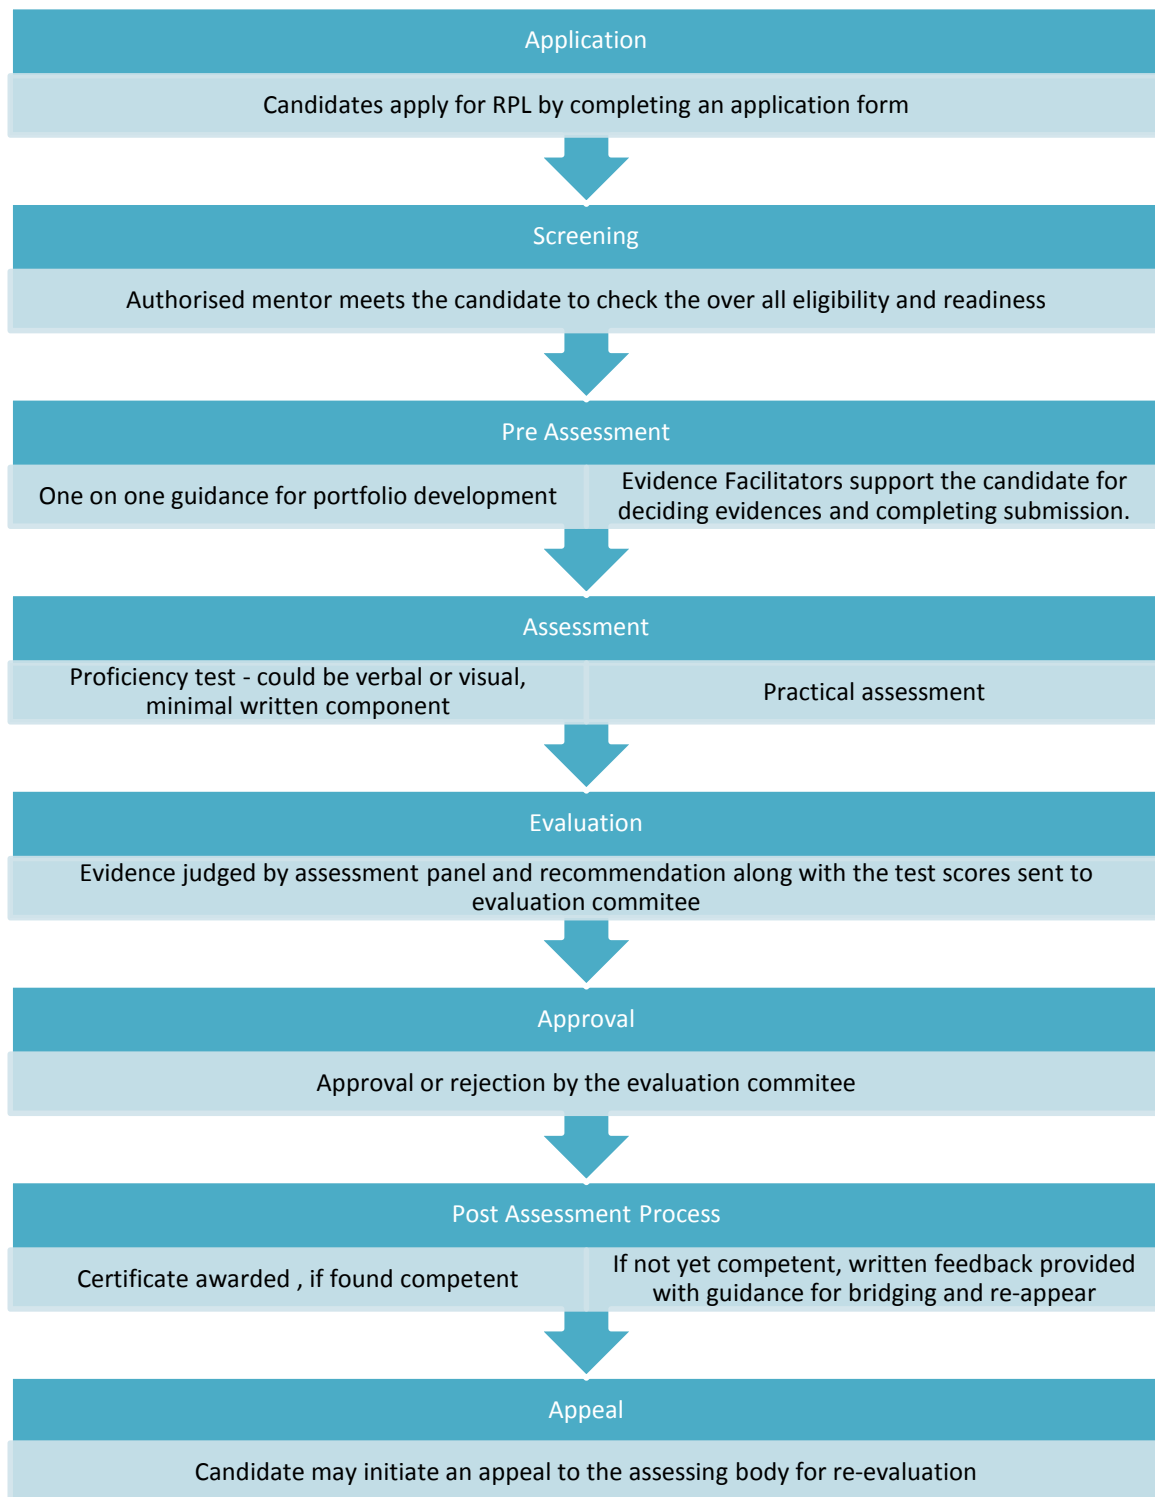 Application
Candidates apply for RPL by completing an application form
Screening
Authorised mentor meets the candidate to check the over all eligibility and readiness
Pre Assessment
One on one guidance for portfolio development
Evidence Facilitators support the candidate for
deciding evidences and completing submission.
Assessment
Proficiency test - could be verbal or visual,
minimal written component
Practical assessment
Evaluation
Evidence judged by assessment panel and recommendation along with the test scores sent to
evaluation commitee
Approval
Approval or rejection by the evaluation commitee
Post Assessment Process
Certificate awarded , if found competent
If not yet competent, written feedback provided
with guidance for bridging and re-appear
Appeal
Candidate may initiate an appeal to the assessing body for re-evaluation